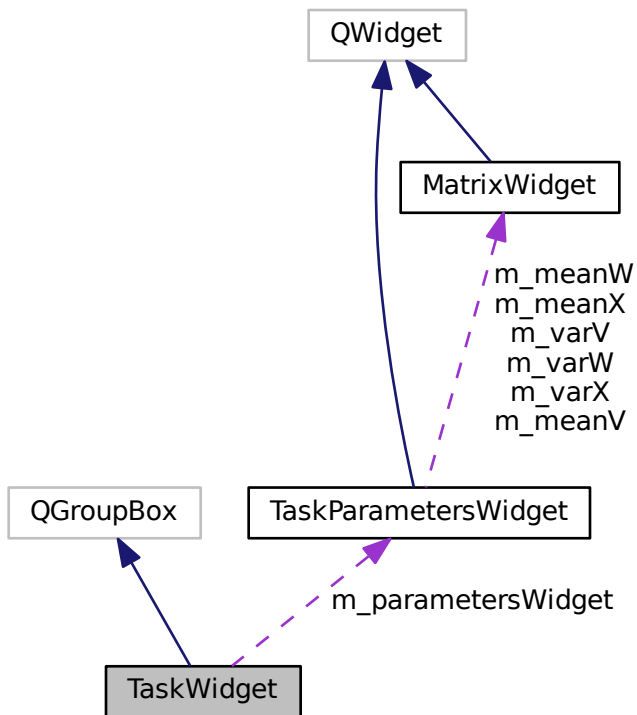 QWidget
MatrixWidget
m_meanW
m_meanX
m_varV
m_varW
m_varX
m_meanV
QGroupBox
TaskParametersWidget
m_parametersWidget
TaskWidget